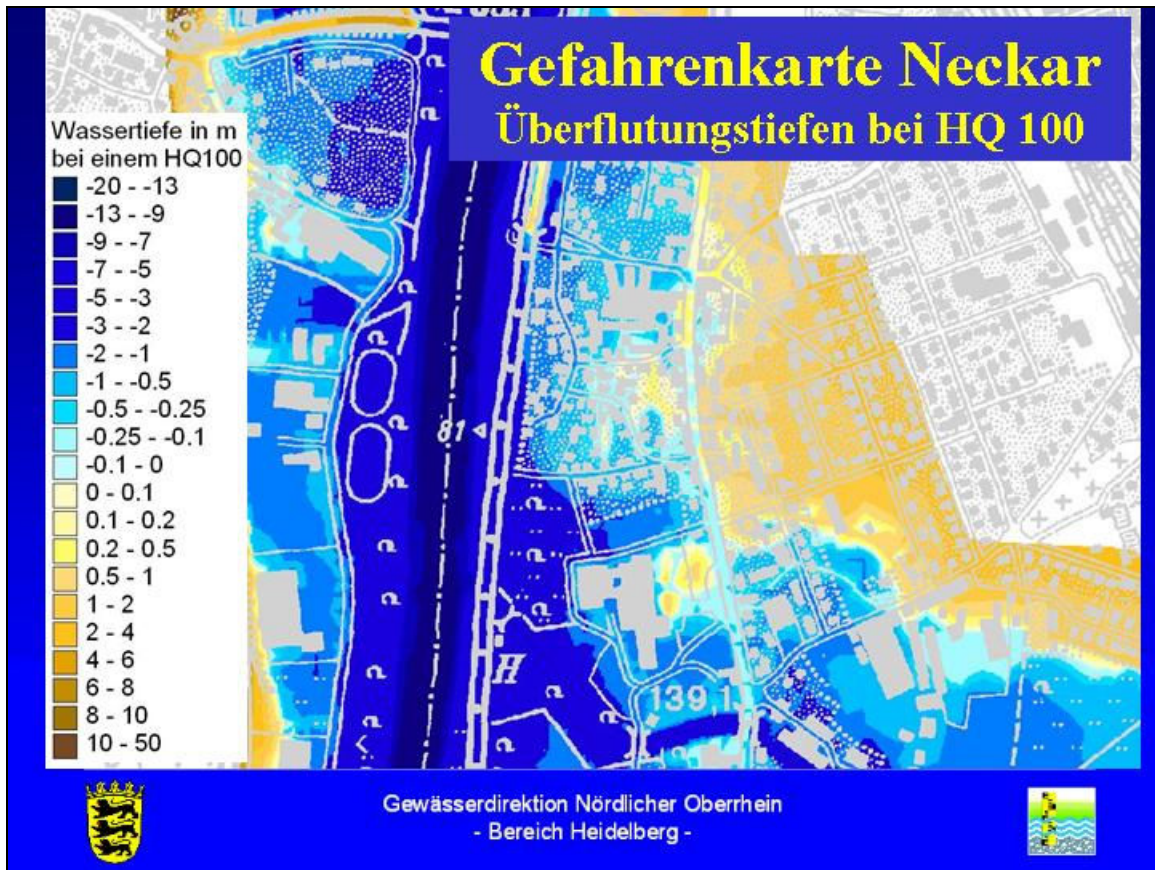 Gefahrenkarte Neckar
Überflutungstiefen bei HQ 100
Wassertiefe in m
bei einem HQ100
-20 - -13
-13 - -9
-9 - -7
-7 - -5
-5 - -3
-3 - -2
-2 - -1
-1 - -0.5
-0.5 - -0.25
-0.25 - -0.1
-0.1 - 0
0 - 0.1
0.1 - 0.2
0.2 - 0.5
0.5 - 1
1 - 2
2 - 4
4 - 6
6 - 8
8 - 10
10 - 50
81
H
139,1
Gewässerdirektion Nördlicher Oberrhein
- Bereich Heidelberg -